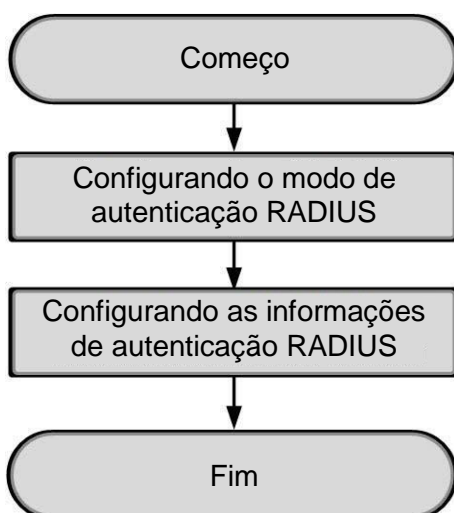 Começo
Configurando o modo de
autenticação RADIUS
Configurando as informações
de autenticação RADIUS
Fim